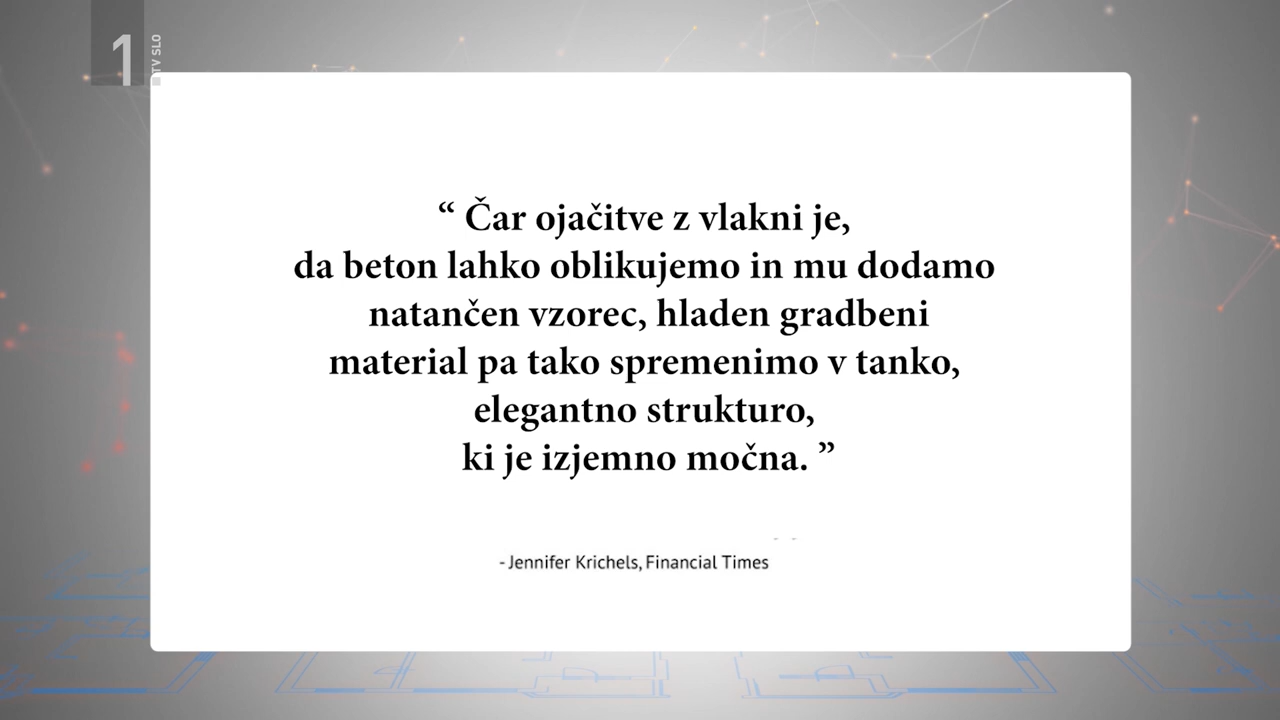 1
TV SLO
“ Čar ojačitve z vlakni je,
da beton lahko oblikujemo in mu dodamo
natančen vzorec, hladen gradbeni
material pa tako spremenimo v tanko,
elegantno strukturo,
ki je izjemno močna. ”
- Jennifer Krichels, Financial Times